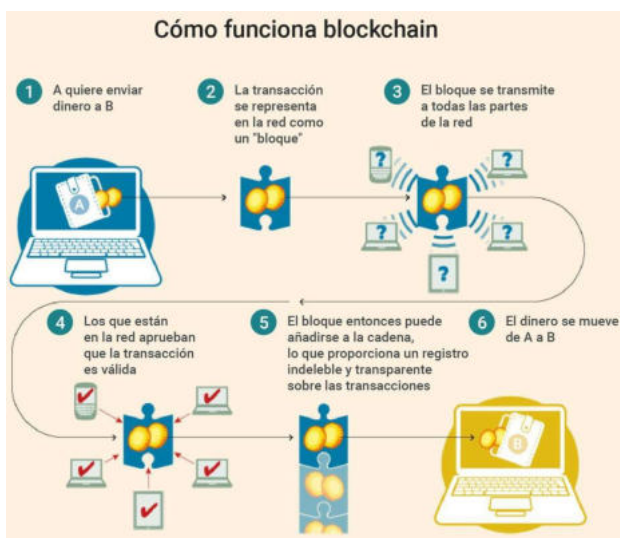 Cómo funciona blockchain
1
A quiere enviar
dinero a B
2
La transacción
se representa
en la red como
un "bloque"
3
El bloque se transmite
a todas las partes
de la red
A
?
?
?
?
?
4
Los que están
en la red aprueban
que la transacción
es válida
5
El bloque entonces puede
añadirse a la cadena,
lo que proporciona un registro
indeleble y transparente
sobre las transacciones
6
El dinero se mueve
de A a B
B